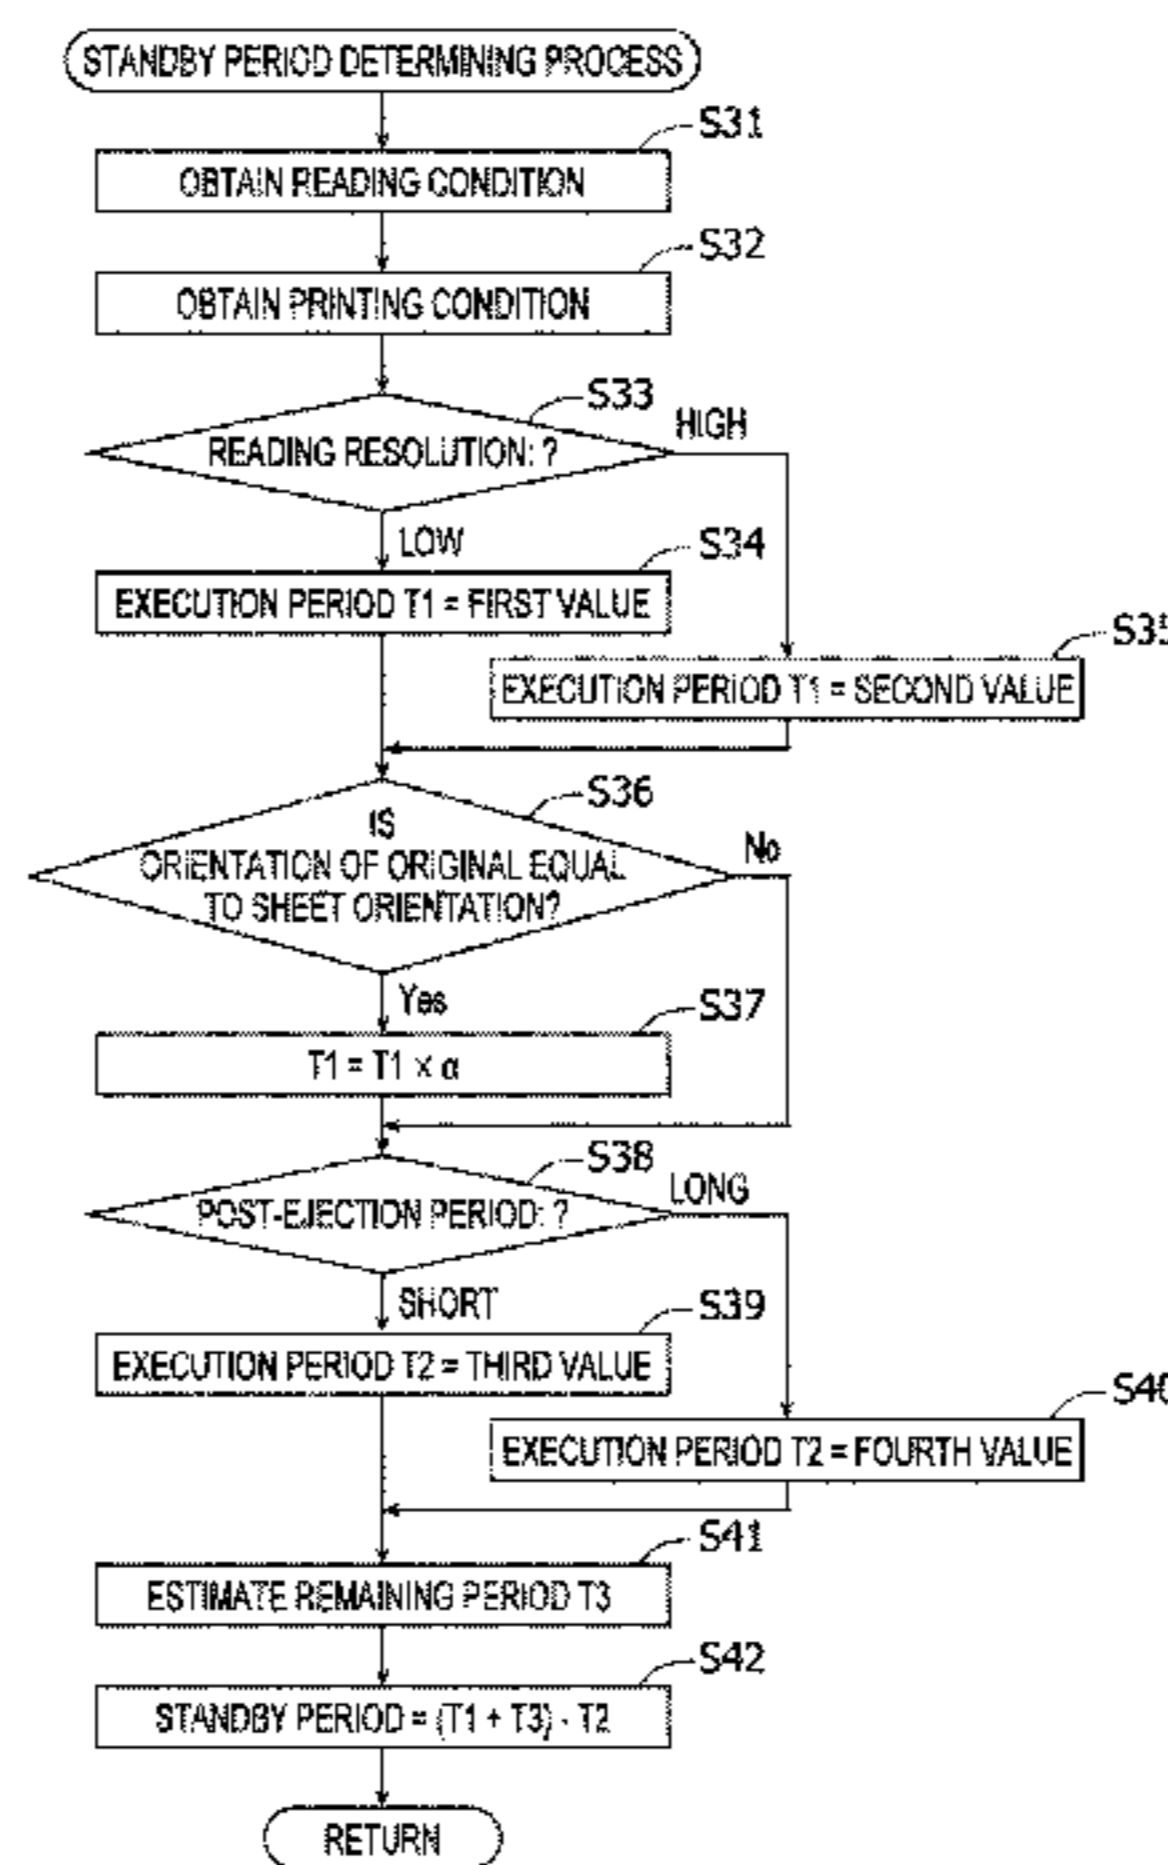 STANDBY PERIOD DETERMINING PROCESS
S31
OBTAIN READING CONDITION
S32
OBTAIN PRINTING CONDITION
S33
READING RESOLUTION: ?
HIGH
LOW
S34
EXECUTION PERIOD T1 = FIRST VALUE
S35
EXECUTION PERIOD T1 = SECOND VALUE
S36
IS
ORIENTATION OF ORIGINAL EQUAL
TO SHEET ORIENTATION?
No
Yes
S37
T1 = T1 × α
S38
POST-EJECTION PERIOD: ?
LONG
SHORT
S39
EXECUTION PERIOD T2 = THIRD VALUE
S40
EXECUTION PERIOD T2 = FOURTH VALUE
S41
ESTIMATE REMAINING PERIOD T3
S42
STANDBY PERIOD = (T1 + T3) - T2
RETURN